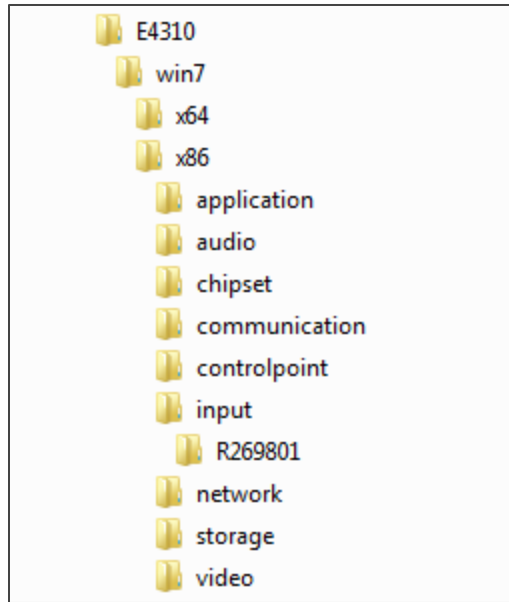 E4310
win7
x64
x86
application
audio
chipset
communication
controlpoint
input
R269801
network
storage
video